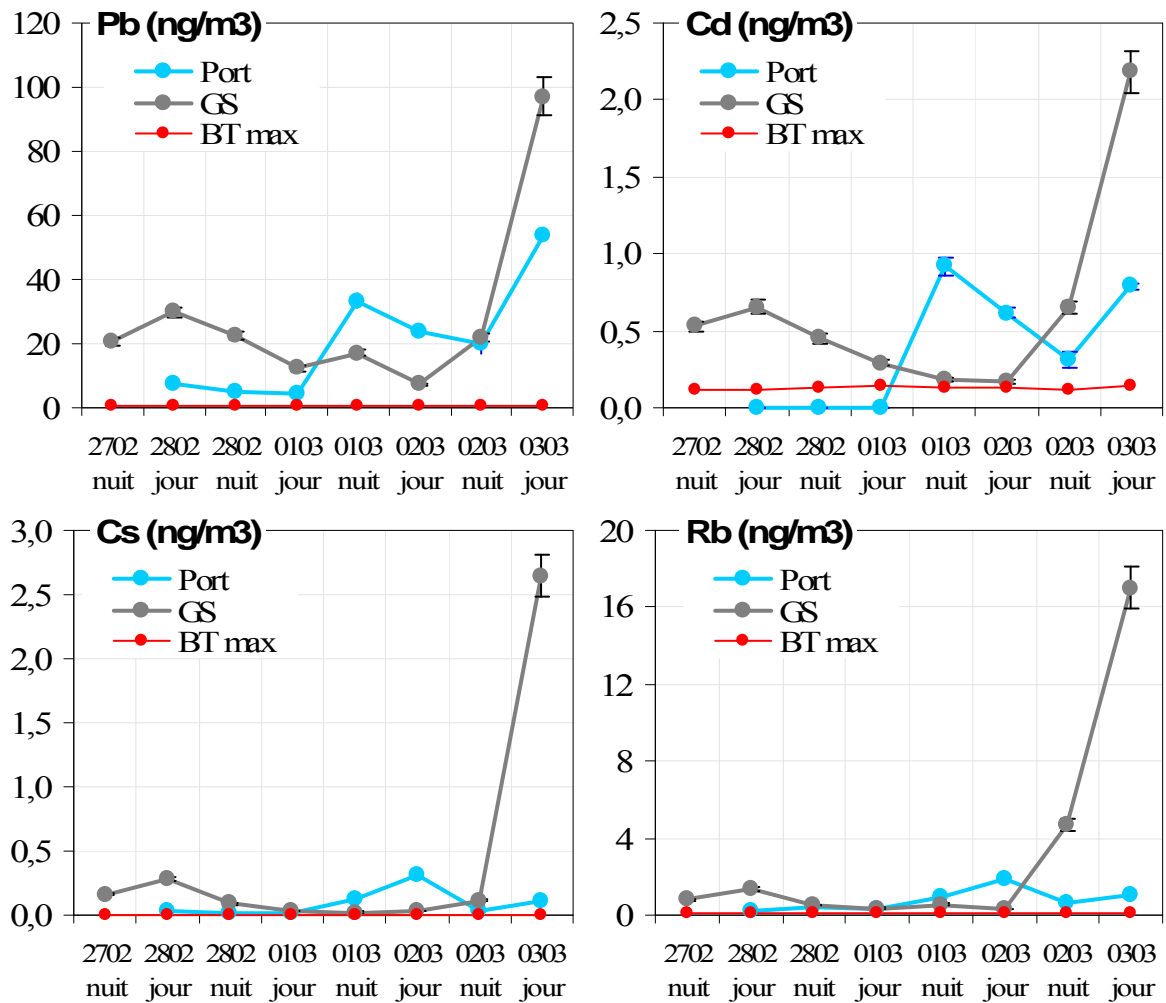 Pb (ng/m3)
120
100
80
60
40
20
0
Port
GS
BT max
2702 2802 2802 0103 0103 0203 0203 0303
nuit jour nuit jour nuit jour nuit jour
Cd (ng/m3)
2,5
2,0
1,5
1,0
0,5
0,0
Port
GS
BT max
2702 2802 2802 0103 0103 0203 0203 0303
nuit jour nuit jour nuit jour nuit jour
Cs (ng/m3)
3,0
2,5
2,0
1,5
1,0
0,5
0,0
Port
GS
BT max
2702 2802 2802 0103 0103 0203 0203 0303
nuit jour nuit jour nuit jour nuit jour
Rb (ng/m3)
20
16
12
8
4
0
Port
GS
BT max
2702 2802 2802 0103 0103 0203 0203 0303
nuit jour nuit jour nuit jour nuit jour